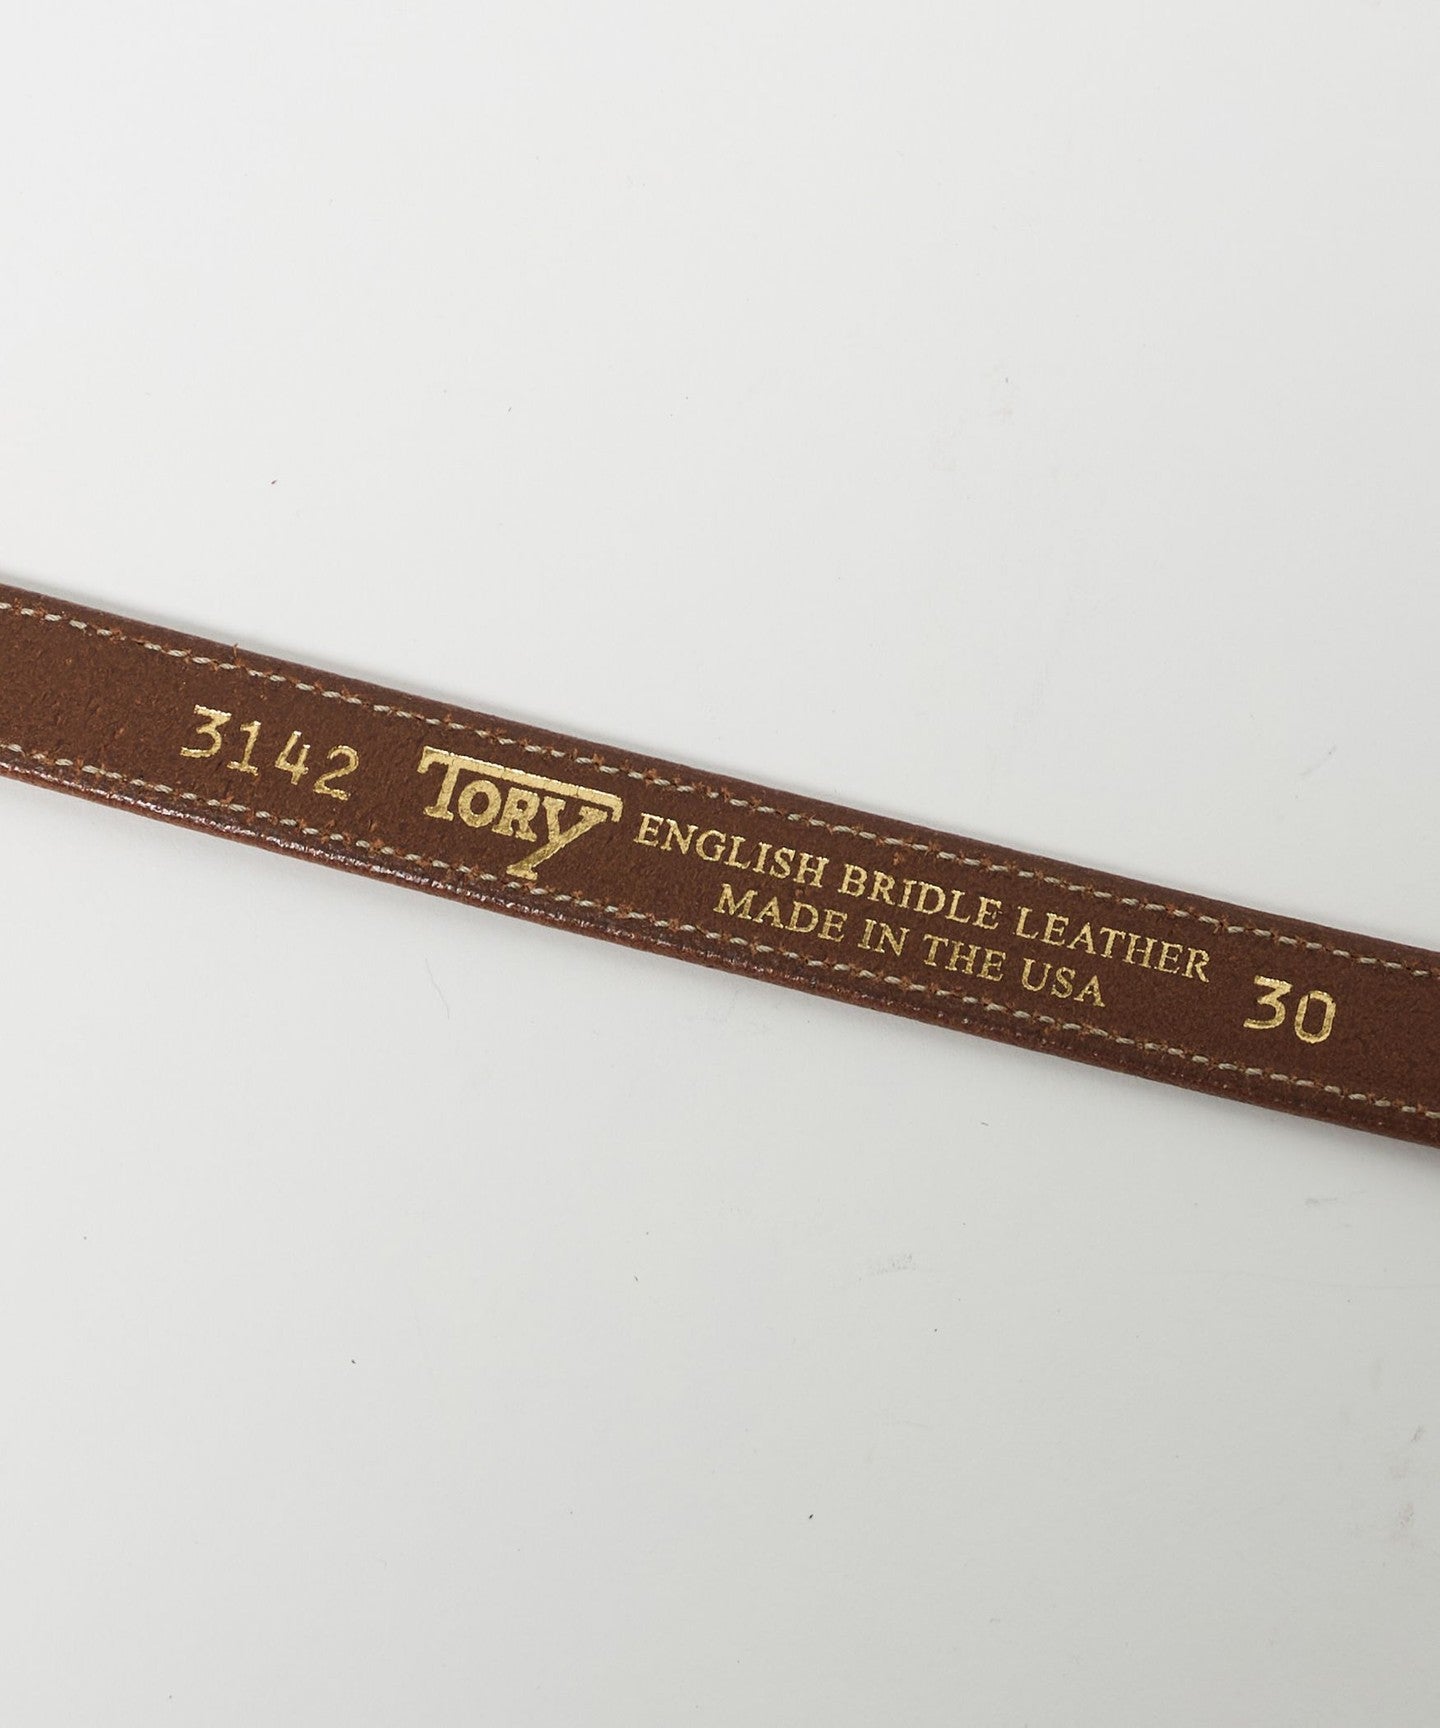 3142
TORY
ENGLISH BRIDLE LEATHER
MADE IN THE USA
30